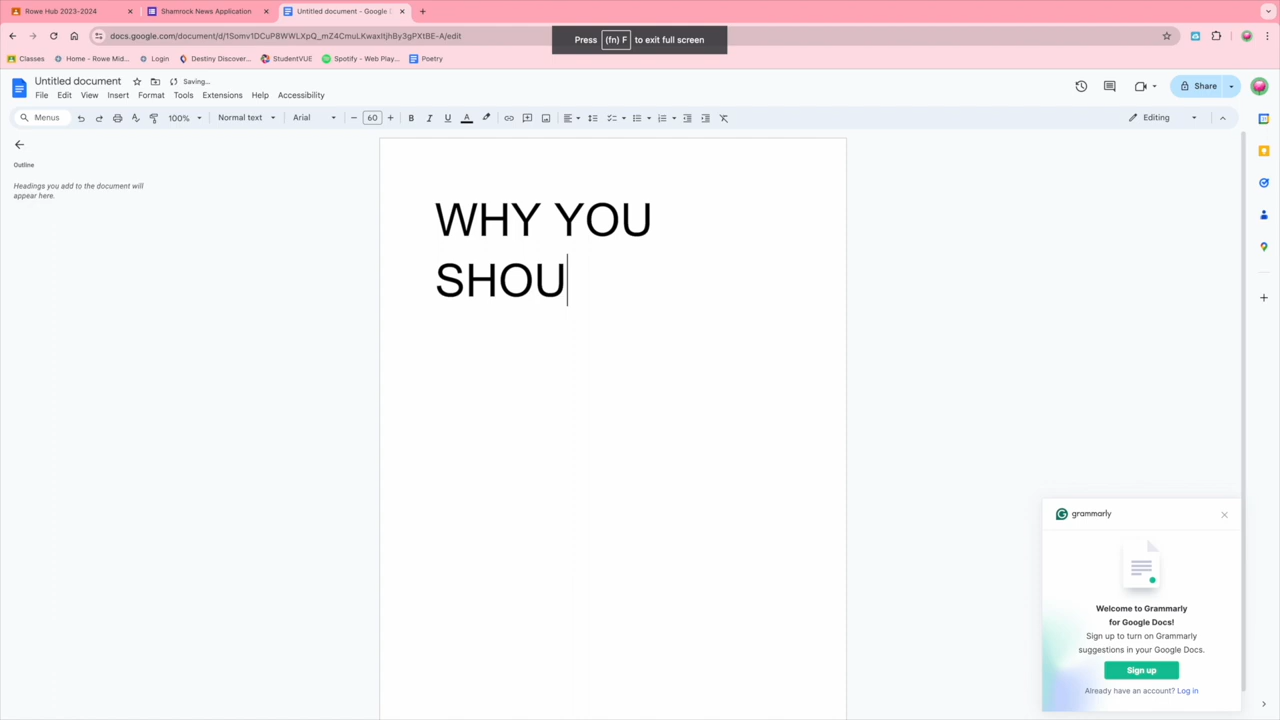 Rowe Hub 2023-2024
Shamrock News Application
Untitled document - Google D
docs.google.com/document/d/1Somv1DCuP8WWLXpQ_mZ4CmuLKwaxItjhBy3gPXtBE-A/edit
Press (fn) F to exit full screen
Classes
Home - Rowe Mid...
Login
Destiny Discover...
StudentVUE
Spotify - Web Play...
Poetry
Untitled document
Saving...
File Edit View Insert Format Tools Extensions Help Accessibility
Share
Menus
100%
Normal text
Arial
60
B I U A
Editing
Outline
Headings you add to the document will
appear here.
WHY YOU
SHOU
grammarly
Welcome to Grammarly
for Google Docs!
Sign up to turn on Grammarly
suggestions in your Google Docs.
Sign up
Already have an account? Log in